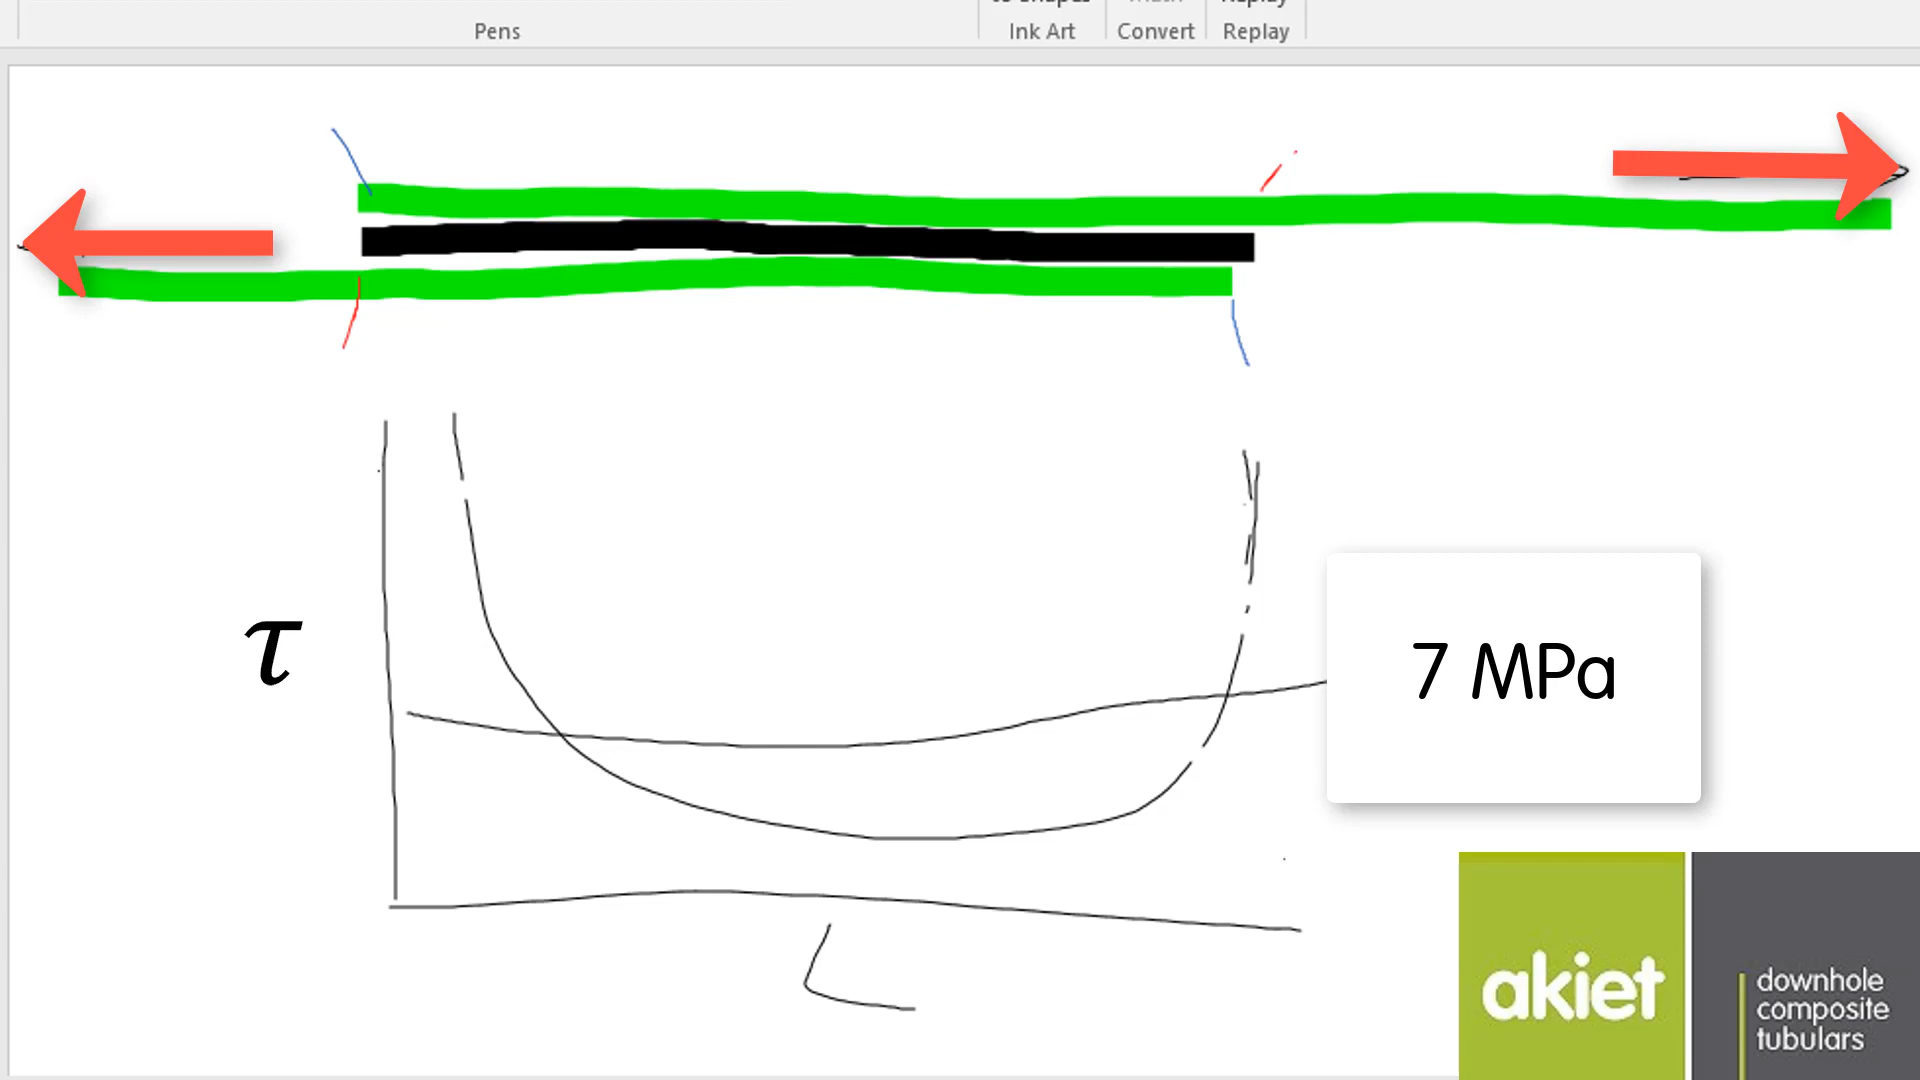 Pens
Ink Art
Convert
Replay
τ
7 MPa
L
akiet
downhole
composite
tubulars